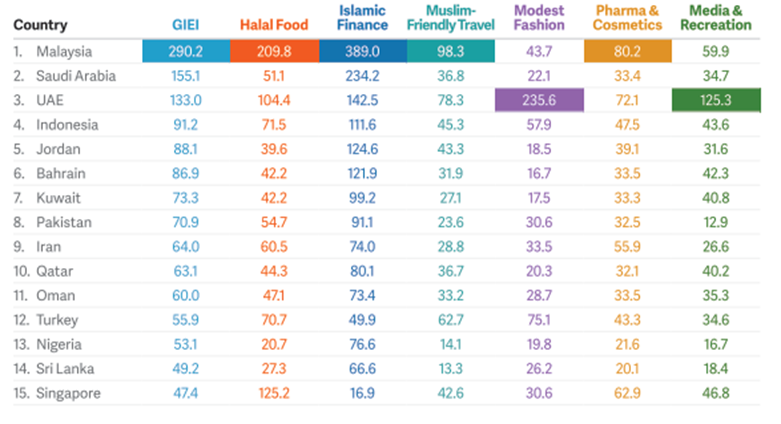 Country GIEI Halal Food Islamic Finance Muslim-Friendly Travel Modest Fashion Pharma & Cosmetics Media & Recreation
1. Malaysia 290.2 209.8 389.0 98.3 43.7 80.2 59.9
2. Saudi Arabia 155.1 51.1 234.2 36.8 22.1 33.4 34.7
3. UAE 133.0 104.4 142.5 78.3 235.6 72.1 125.3
4. Indonesia 91.2 71.5 111.6 45.3 57.9 47.5 43.6
5. Jordan 88.1 39.6 124.6 43.3 18.5 39.1 31.6
6. Bahrain 86.9 42.2 121.9 31.9 16.7 33.5 42.3
7. Kuwait 73.3 42.2 99.2 27.1 17.5 33.3 40.8
8. Pakistan 70.9 54.7 91.1 23.6 30.6 32.5 12.9
9. Iran 64.0 60.5 74.0 28.8 33.5 55.9 26.6
10. Qatar 63.1 44.3 80.1 36.7 20.3 32.1 40.2
11. Oman 60.0 47.1 73.4 33.2 28.7 33.5 35.3
12. Turkey 55.9 70.7 49.9 62.7 75.1 43.3 34.6
13. Nigeria 53.1 20.7 76.6 14.1 19.8 21.6 16.7
14. Sri Lanka 49.2 27.3 66.6 13.3 26.2 20.1 18.4
15. Singapore 47.4 125.2 16.9 42.6 30.6 62.9 46.8